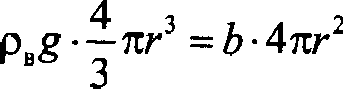 ρ_в g · 4/3 πr³ = b · 4πr²